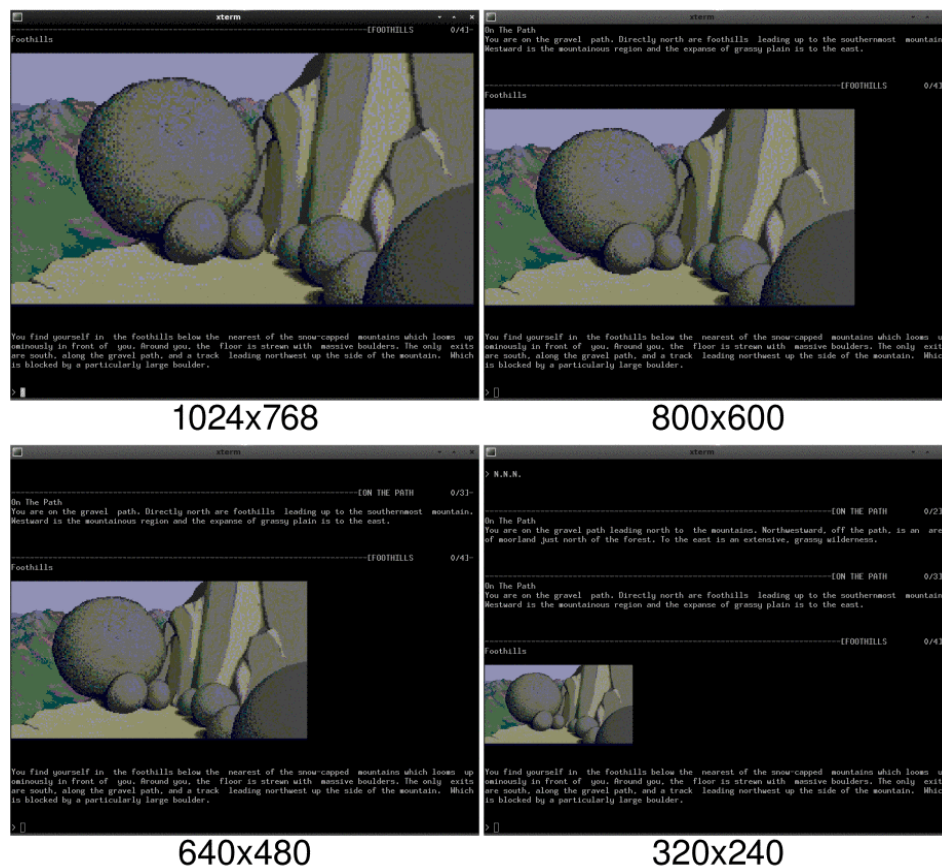 xterm
[FOOTHILLS 0/4]-
Foothills
You find yourself in the foothills below the nearest of the snow-capped mountains which looms up
ominously in front of you. Around you, the floor is strewn with massive boulders. The only exits
are south, along the gravel path, and a track leading northwest up the side of the mountain. Which
is blocked by a particularly large boulder.
>
1024x768
xterm
On The Path
You are on the gravel path. Directly north are foothills leading up to the southernmost mountain
Westward is the mountainous region and the expanse of grassy plain is to the east.
[FOOTHILLS 0/4]
Foothills
You find yourself in the foothills below the nearest of the snow-capped mountains which looms u
ominously in front of you. Around you, the floor is strewn with massive boulders. The only exit
are south, along the gravel path, and a track leading northwest up the side of the mountain. Whic
is blocked by a particularly large boulder.
>
800x600
xterm
[ON THE PATH 0/3]-
On The Path
You are on the gravel path. Directly north are foothills leading up to the southernmost mountain.
Westward is the mountainous region and the expanse of grassy plain is to the east.
[FOOTHILLS 0/4]-
Foothills
You find yourself in the foothills below the nearest of the snow-capped mountains which looms up
ominously in front of you. Around you, the floor is strewn with massive boulders. The only exits
are south, along the gravel path, and a track leading northwest up the side of the mountain. Which
is blocked by a particularly large boulder.
>
640x480
xterm
> N.N.N.
[ON THE PATH 0/2]
On The Path
You are on the gravel path leading north to the mountains. Northwestward, off the path, is an are
of moorland just north of the forest. To the east is an extensive, grassy wilderness.
[ON THE PATH 0/3]
On The Path
You are on the gravel path. Directly north are foothills leading up to the southernmost mountain
Westward is the mountainous region and the expanse of grassy plain is to the east.
[FOOTHILLS 0/4]
Foothills
You find yourself in the foothills below the nearest of the snow-capped mountains which looms u
ominously in front of you. Around you, the floor is strewn with massive boulders. The only exit
are south, along the gravel path, and a track leading northwest up the side of the mountain. Whic
is blocked by a particularly large boulder.
>
320x240